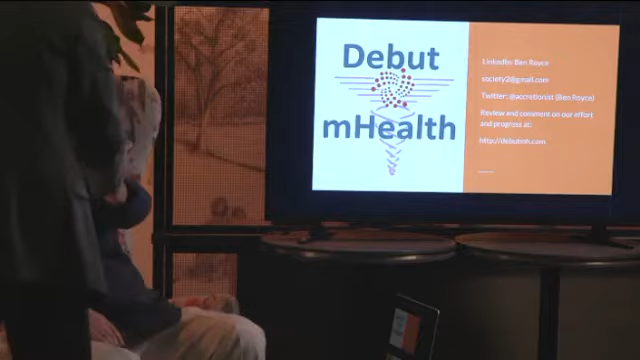 Debut
mHealth
LinkedIn: Ben Royce
society2@gmail.com
Twitter: @accretionist (Ben Royce)
Review and comment on our effort
and progress at:
http://debutmh.com